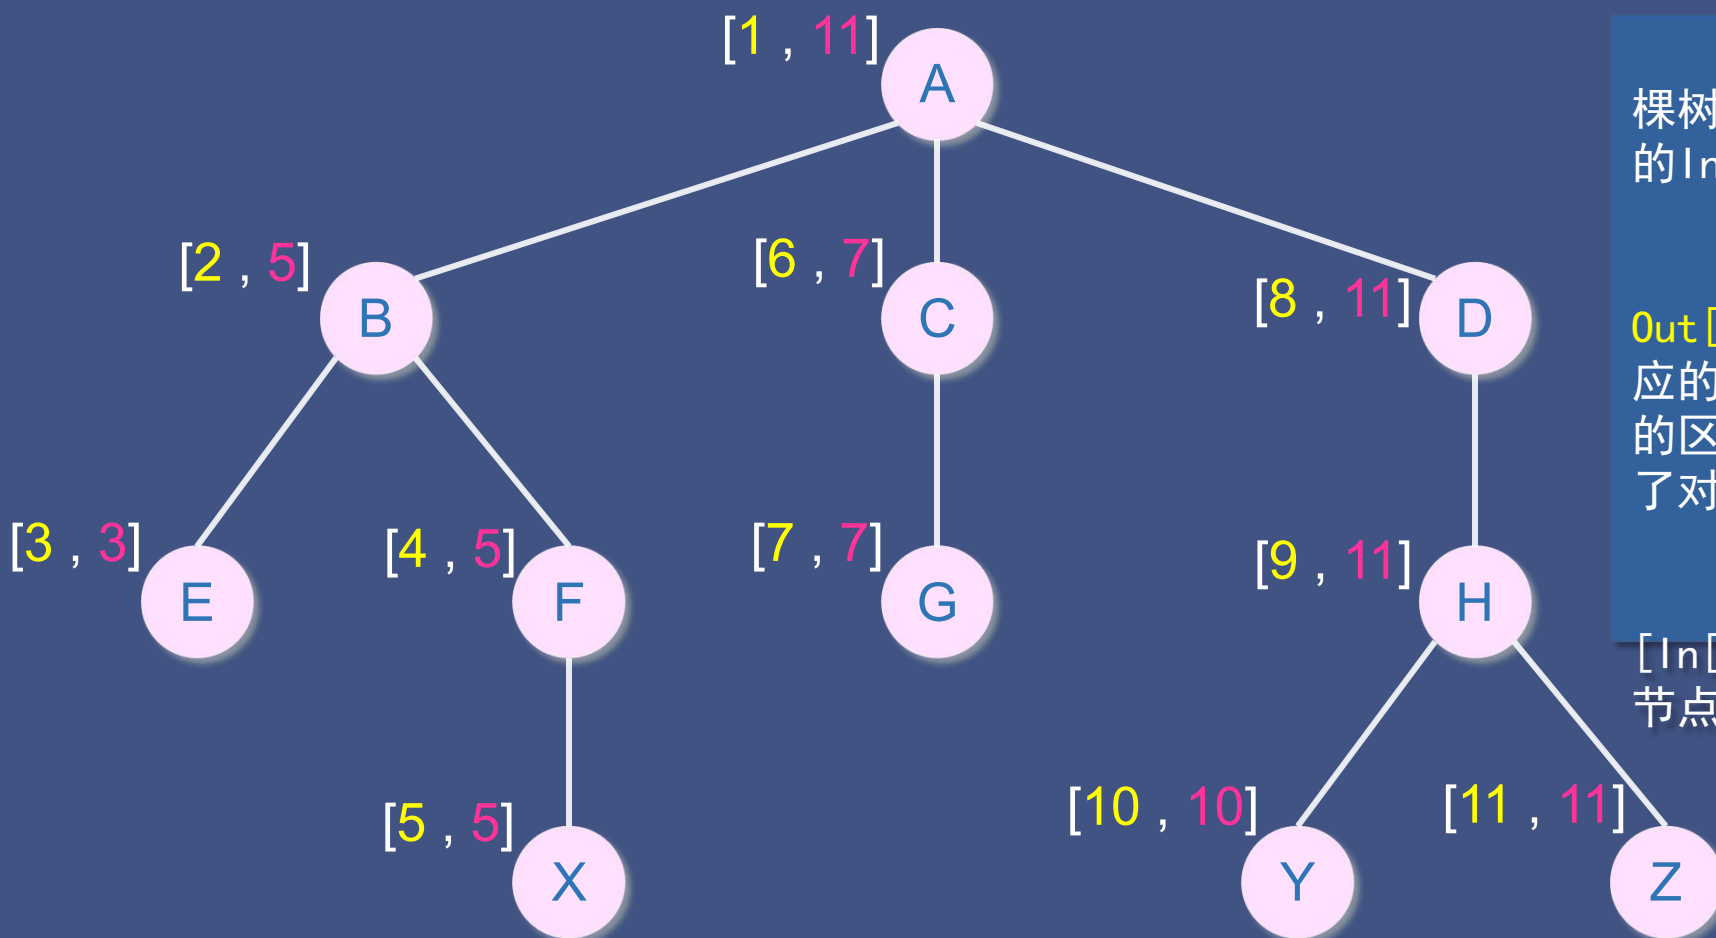 [1 , 11]
A
[2 , 5]
B
[6 , 7]
C
[8 , 11]
D
[3 , 3]
E
[4 , 5]
F
[7 , 7]
G
[9 , 11]
H
[5 , 5]
X
[10 , 10]
Y
[11 , 11]
Z
棵树
的In
Out[
应的
的区
了对
[In[
节点